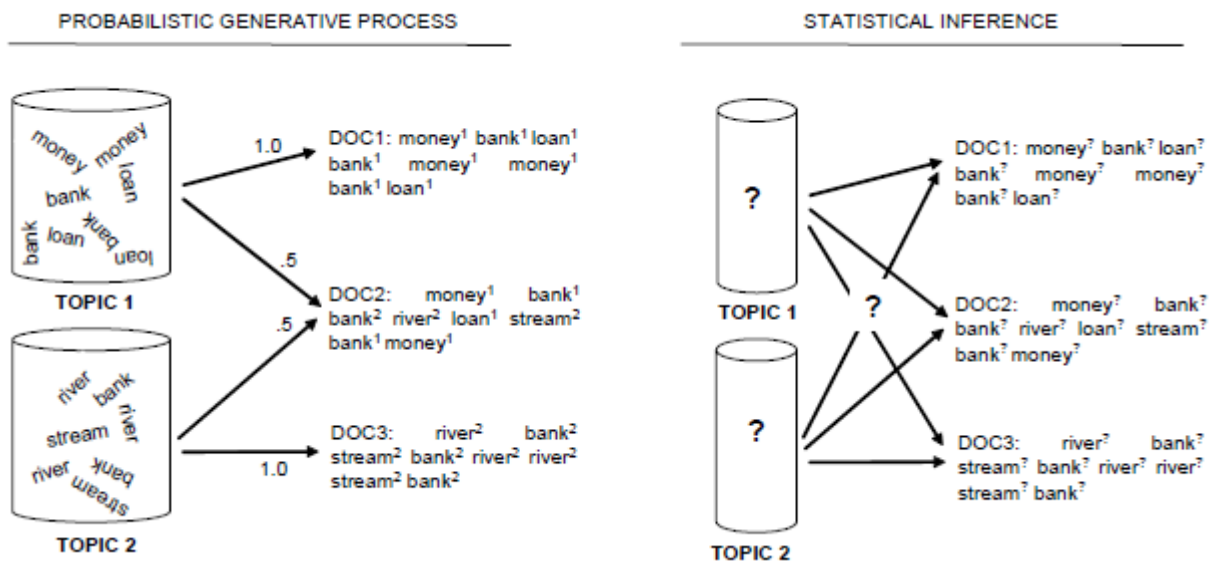 PROBABILISTIC GENERATIVE PROCESS
money
money
loan
bank
bank
loan
bank
loan
TOPIC 1
river
bank
river
stream
river
bank
stream
TOPIC 2
1.0
.5
.5
1.0
DOC1: money¹ bank¹ loan¹
bank¹ money¹ money¹
bank¹ loan¹
DOC2: money¹ bank¹
bank² river² loan¹ stream²
bank¹ money¹
DOC3: river² bank²
stream² bank² river² river²
stream² bank²
STATISTICAL INFERENCE
?
TOPIC 1
?
TOPIC 2
?
DOC1: money? bank? loan?
bank? money? money?
bank? loan?
DOC2: money? bank?
bank? river? loan? stream?
bank? money?
DOC3: river? bank?
stream? bank? river? river?
stream? bank?